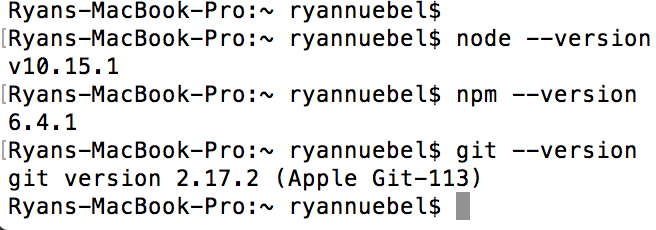 Ryans-MacBook-Pro:~ ryannuebel$
[Ryans-MacBook-Pro:~ ryannuebel$ node --version
v10.15.1
[Ryans-MacBook-Pro:~ ryannuebel$ npm --version
6.4.1
[Ryans-MacBook-Pro:~ ryannuebel$ git --version
git version 2.17.2 (Apple Git-113)
Ryans-MacBook-Pro:~ ryannuebel$